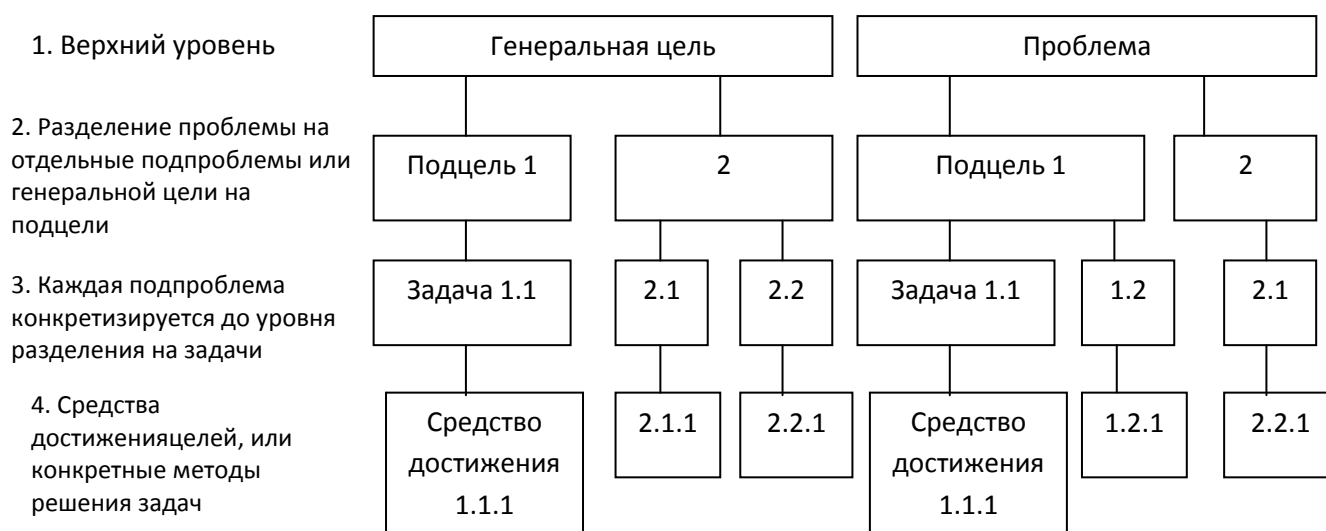 1. Верхний уровень
Генеральная цель
Проблема
2. Разделение проблемы на
отдельные подпроблемы или
генеральной цели на
подцели
Подцель 1
2
Подцель 1
2
3. Каждая подпроблема
конкретизируется до уровня
разделения на задачи
Задача 1.1
2.1
2.2
Задача 1.1
1.2
2.1
4. Средства
достиженияцелей, или
конкретные методы
решения задач
Средство
достижения
1.1.1
2.1.1
2.2.1
Средство
достижения
1.1.1
1.2.1
2.2.1